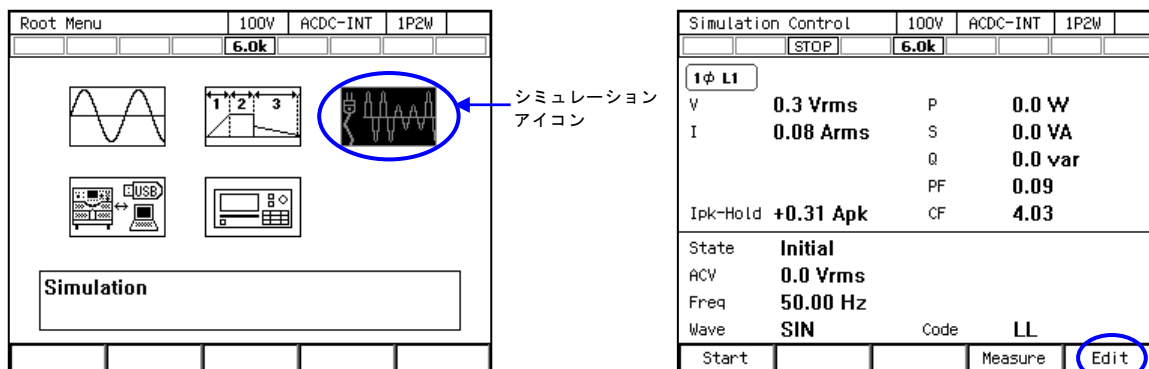 Root Menu 100V ACDC-INT 1P2W
6.0k
1 2 3
USB
シミュレーション
アイコン
Simulation
Simulation Control 100V ACDC-INT 1P2W
STOP 6.0k
1φ L1
V 0.3 Vrms P 0.0 W
I 0.08 Arms S 0.0 VA
Q 0.0 var
PF 0.09
Ipk-Hold +0.31 Apk CF 4.03
State Initial
ACV 0.0 Vrms
Freq 50.00 Hz
Wave SIN Code LL
Start Measure Edit